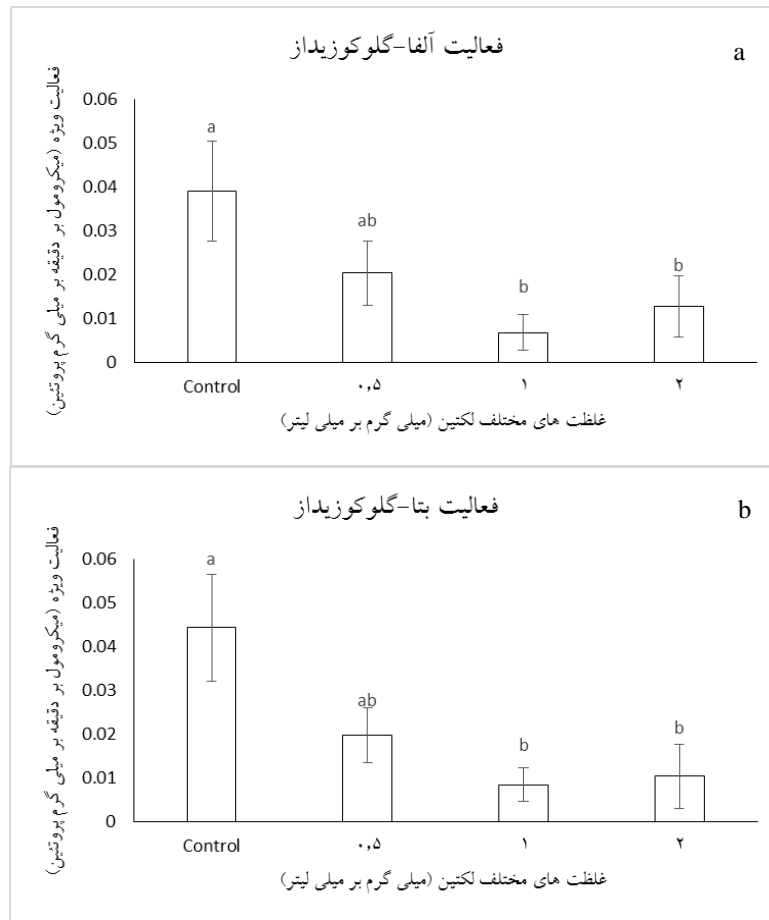 فعالیت آلفا-گلوکوزیداز
a
فعالیت ویژه (میکرومول بر دقیقه بر میلی گرم پروتئین)
0.06
0.05
0.04
0.03
0.02
0.01
0
a
ab
b
b
Control
۰,۵
۱
۲
غلظت های مختلف لکتین (میلی گرم بر میلی لیتر)
فعالیت بتا-گلوکوزیداز
b
فعالیت ویژه (میکرومول بر دقیقه بر میلی گرم پروتئین)
0.06
0.05
0.04
0.03
0.02
0.01
0
a
ab
b
b
Control
۰,۵
۱
۲
غلظت های مختلف لکتین (میلی گرم بر میلی لیتر)